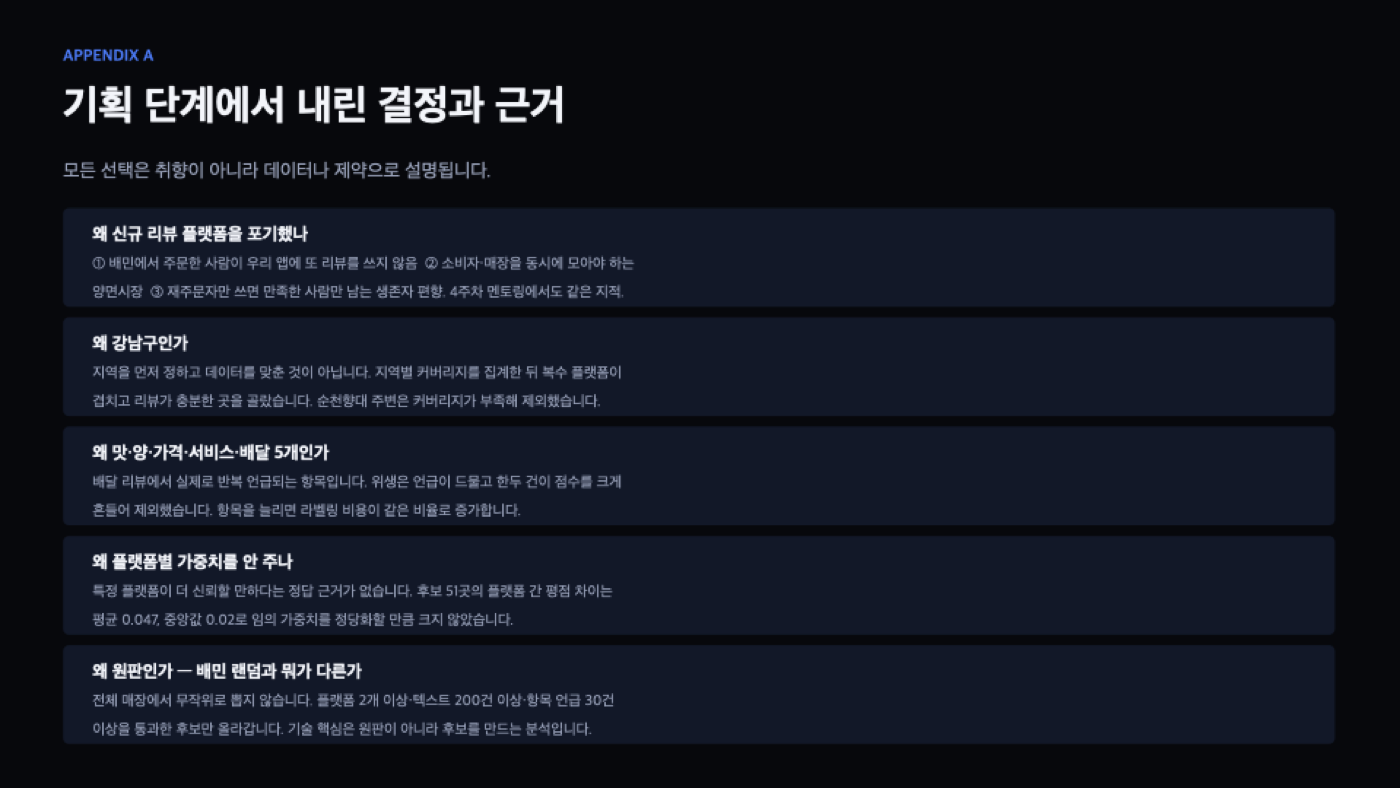 APPENDIX A
기획 단계에서 내린 결정과 근거
모든 선택은 취향이 아니라 데이터나 제약으로 설명됩니다.
왜 신규 리뷰 플랫폼을 포기했나
① 배민에서 주문한 사람이 우리 앱에 또 리뷰를 쓰지 않음 ② 소비자·매장을 동시에 모아야 하는
양면시장 ③ 재주문자만 쓰면 만족한 사람만 남는 생존자 편향. 4주차 멘토링에서도 같은 지적.
왜 강남구인가
지역을 먼저 정하고 데이터를 맞춘 것이 아닙니다. 지역별 커버리지를 집계한 뒤 복수 플랫폼이
겹치고 리뷰가 충분한 곳을 골랐습니다. 순천향대 주변은 커버리지가 부족해 제외했습니다.
왜 맛·양·가격·서비스·배달 5개인가
배달 리뷰에서 실제로 반복 언급되는 항목입니다. 위생은 언급이 드물고 한두 건이 점수를 크게
흔들어 제외했습니다. 항목을 늘리면 라벨링 비용이 같은 비율로 증가합니다.
왜 플랫폼별 가중치를 안 주나
특정 플랫폼이 더 신뢰할 만하다는 정답 근거가 없습니다. 후보 51곳의 플랫폼 간 평점 차이는
평균 0.047, 중앙값 0.02로 임의 가중치를 정당화할 만큼 크지 않았습니다.
왜 원판인가 — 배민 랜덤과 뭐가 다른가
전체 매장에서 무작위로 뽑지 않습니다. 플랫폼 2개 이상·텍스트 200건 이상·항목 언급 30건
이상을 통과한 후보만 올라갑니다. 기술 핵심은 원판이 아니라 후보를 만드는 분석입니다.